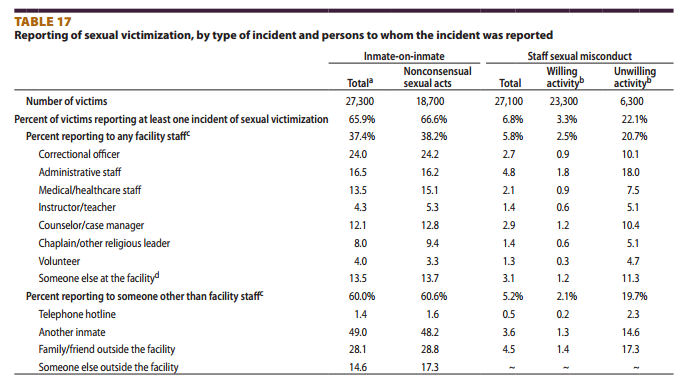 TABLE 17
Reporting of sexual victimization, by type of incident and persons to whom the incident was reported
Inmate-on-inmate Staff sexual misconduct
Nonconsensual Willing Unwilling
Totalᵃ sexual acts Total activityᵇ activityᵇ
Number of victims 27,300 18,700 27,100 23,300 6,300
Percent of victims reporting at least one incident of sexual victimization 65.9% 66.6% 6.8% 3.3% 22.1%
Percent reporting to any facility staffᶜ 37.4% 38.2% 5.8% 2.5% 20.7%
Correctional officer 24.0 24.2 2.7 0.9 10.1
Administrative staff 16.5 16.2 4.8 1.8 18.0
Medical/healthcare staff 13.5 15.1 2.1 0.9 7.5
Instructor/teacher 4.3 5.3 1.4 0.6 5.1
Counselor/case manager 12.1 12.8 2.9 1.2 10.4
Chaplain/other religious leader 8.0 9.4 1.4 0.6 5.1
Volunteer 4.0 3.3 1.3 0.3 4.7
Someone else at the facilityᵈ 13.5 13.7 3.1 1.2 11.3
Percent reporting to someone other than facility staffᶜ 60.0% 60.6% 5.2% 2.1% 19.7%
Telephone hotline 1.4 1.6 0.5 0.2 2.3
Another inmate 49.0 48.2 3.6 1.3 14.6
Family/friend outside the facility 28.1 28.8 4.5 1.4 17.3
Someone else outside the facility 14.6 17.3 ~ ~ ~